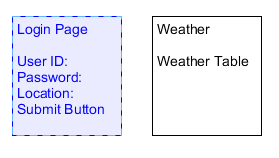 Login Page
User ID:
Password:
Location:
Submit Button
Weather
Weather Table